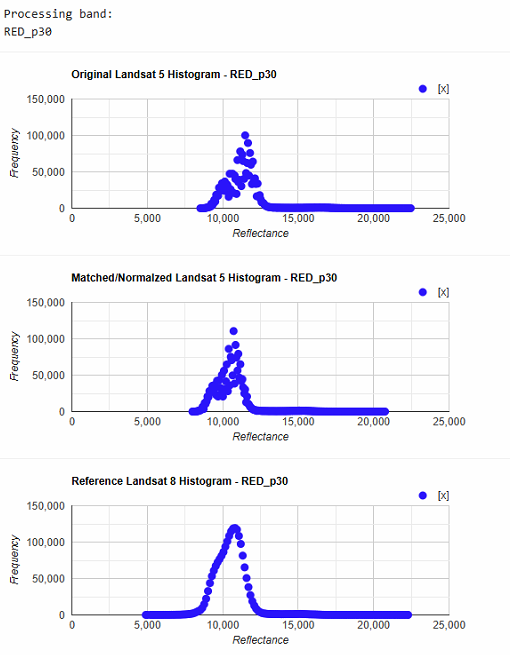 Processing band:
RED_p30
Original Landsat 5 Histogram - RED_p30
[x]
150,000
100,000
50,000
0
Frequency
0 5,000 10,000 15,000 20,000 25,000
Reflectance
Matched/Normalzed Landsat 5 Histogram - RED_p30
[x]
150,000
100,000
50,000
0
Frequency
0 5,000 10,000 15,000 20,000 25,000
Reflectance
Reference Landsat 8 Histogram - RED_p30
[x]
150,000
100,000
50,000
0
Frequency
0 5,000 10,000 15,000 20,000 25,000
Reflectance